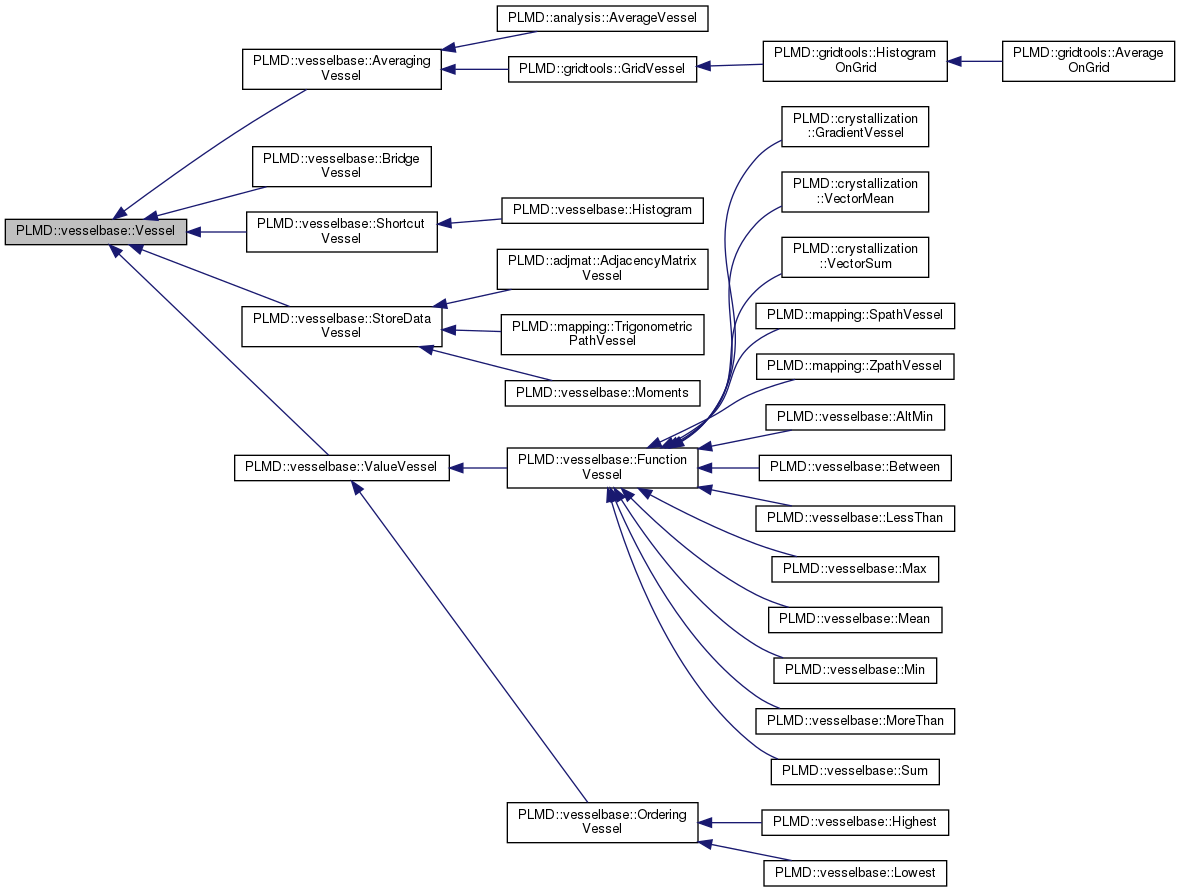 PLMD::vesselbase::Vessel
PLMD::vesselbase::Averaging
Vessel
PLMD::vesselbase::Bridge
Vessel
PLMD::vesselbase::Shortcut
Vessel
PLMD::vesselbase::StoreData
Vessel
PLMD::vesselbase::ValueVessel
PLMD::analysis::AverageVessel
PLMD::gridtools::GridVessel
PLMD::vesselbase::Histogram
PLMD::adjmat::AdjacencyMatrix
Vessel
PLMD::mapping::Trigonometric
PathVessel
PLMD::vesselbase::Moments
PLMD::vesselbase::Function
Vessel
PLMD::vesselbase::Ordering
Vessel
PLMD::gridtools::Histogram
OnGrid
PLMD::crystallization
::GradientVessel
PLMD::crystallization
::VectorMean
PLMD::crystallization
::VectorSum
PLMD::mapping::SpathVessel
PLMD::mapping::ZpathVessel
PLMD::vesselbase::AltMin
PLMD::vesselbase::Between
PLMD::vesselbase::LessThan
PLMD::vesselbase::Max
PLMD::vesselbase::Mean
PLMD::vesselbase::Min
PLMD::vesselbase::MoreThan
PLMD::vesselbase::Sum
PLMD::vesselbase::Highest
PLMD::vesselbase::Lowest
PLMD::gridtools::Average
OnGrid